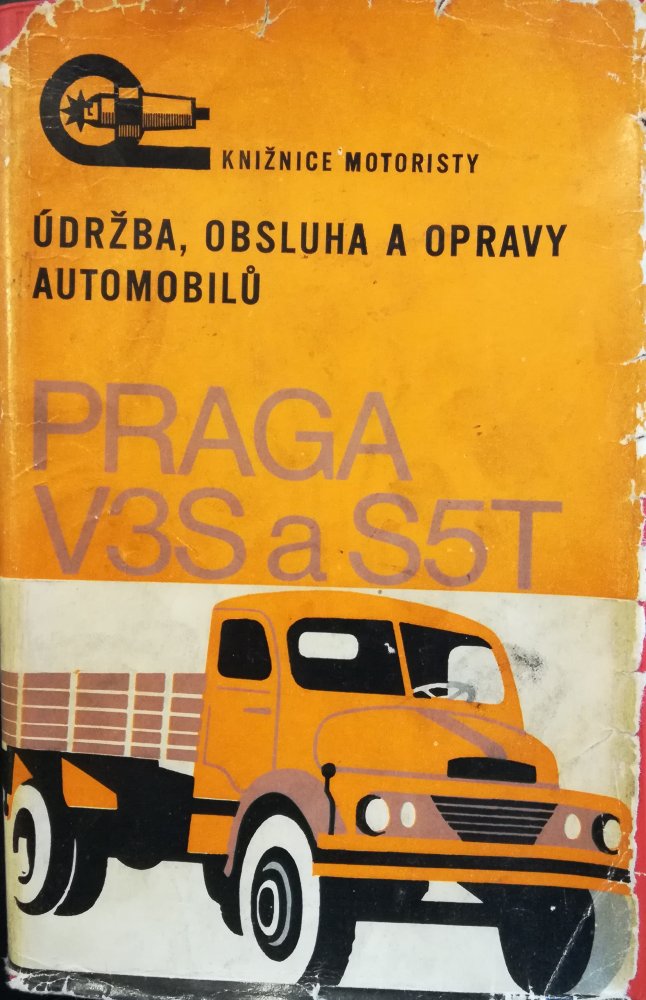 KNIŽNICE MOTORISTY
ÚDRŽBA, OBSLUHA A OPRAVY
AUTOMOBILŮ
PRAGA
V3S a S5T